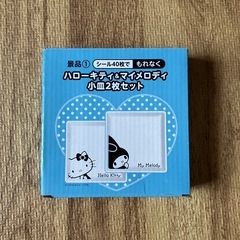 景品① シール40枚で もれなく
ハローキティ&マイメロディ
小皿2枚セット
My Melody
Hello Kitty